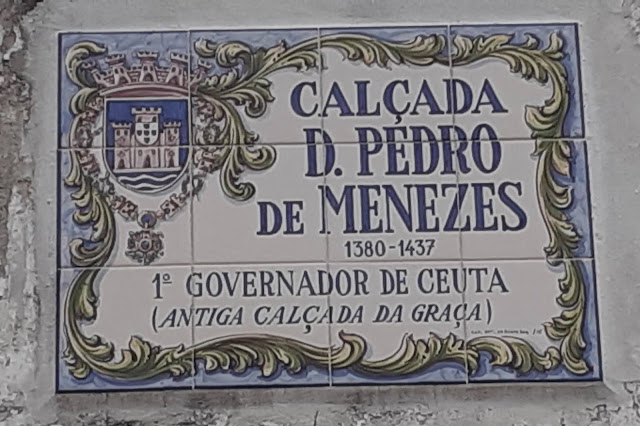 CALÇADA
D. PEDRO
DE MENEZES
1380-1437
1º GOVERNADOR DE CEUTA
(ANTIGA CALÇADA DA GRAÇA)